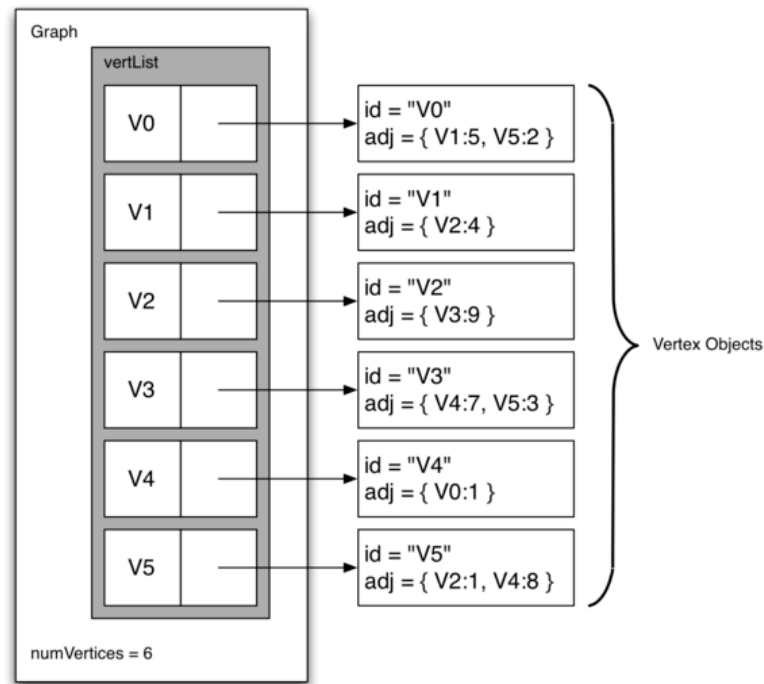 Graph
vertList
V0
id = "V0"
adj = { V1:5, V5:2 }
V1
id = "V1"
adj = { V2:4 }
V2
id = "V2"
adj = { V3:9 }
V3
id = "V3"
adj = { V4:7, V5:3 }
V4
id = "V4"
adj = { V0:1 }
V5
id = "V5"
adj = { V2:1, V4:8 }
Vertex Objects
numVertices = 6